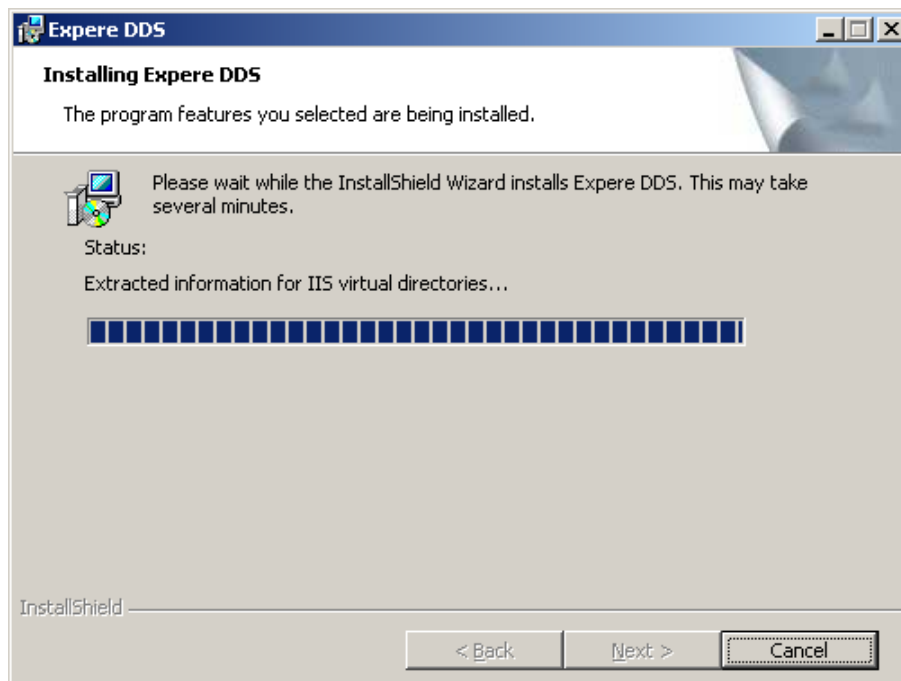 Expere DDS
Installing Expere DDS
The program features you selected are being installed.
Please wait while the InstallShield Wizard installs Expere DDS. This may take
several minutes.
Status:
Extracted information for IIS virtual directories...
InstallShield
< Back
Next >
Cancel